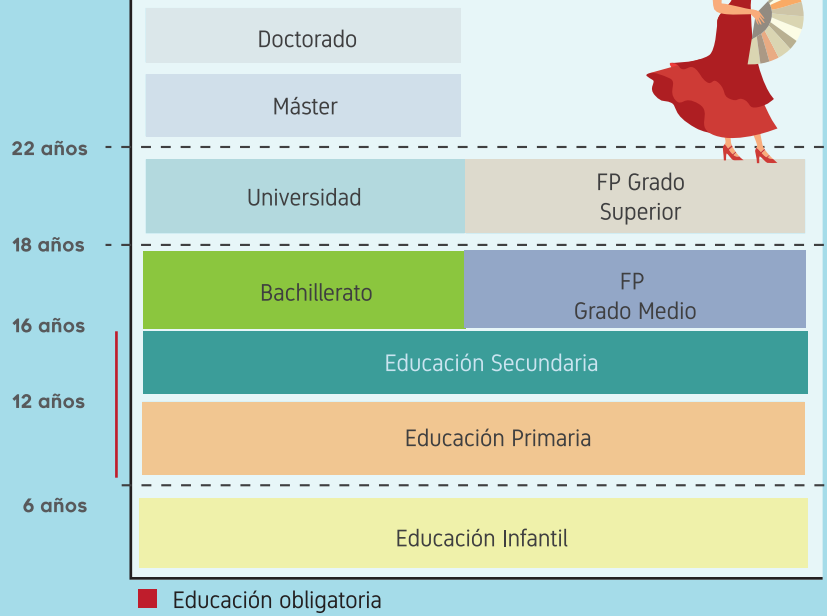 Doctorado
Máster
22 años
Universidad
FP Grado
Superior
18 años
Bachillerato
FP
Grado Medio
16 años
Educación Secundaria
12 años
Educación Primaria
6 años
Educación Infantil
Educación obligatoria